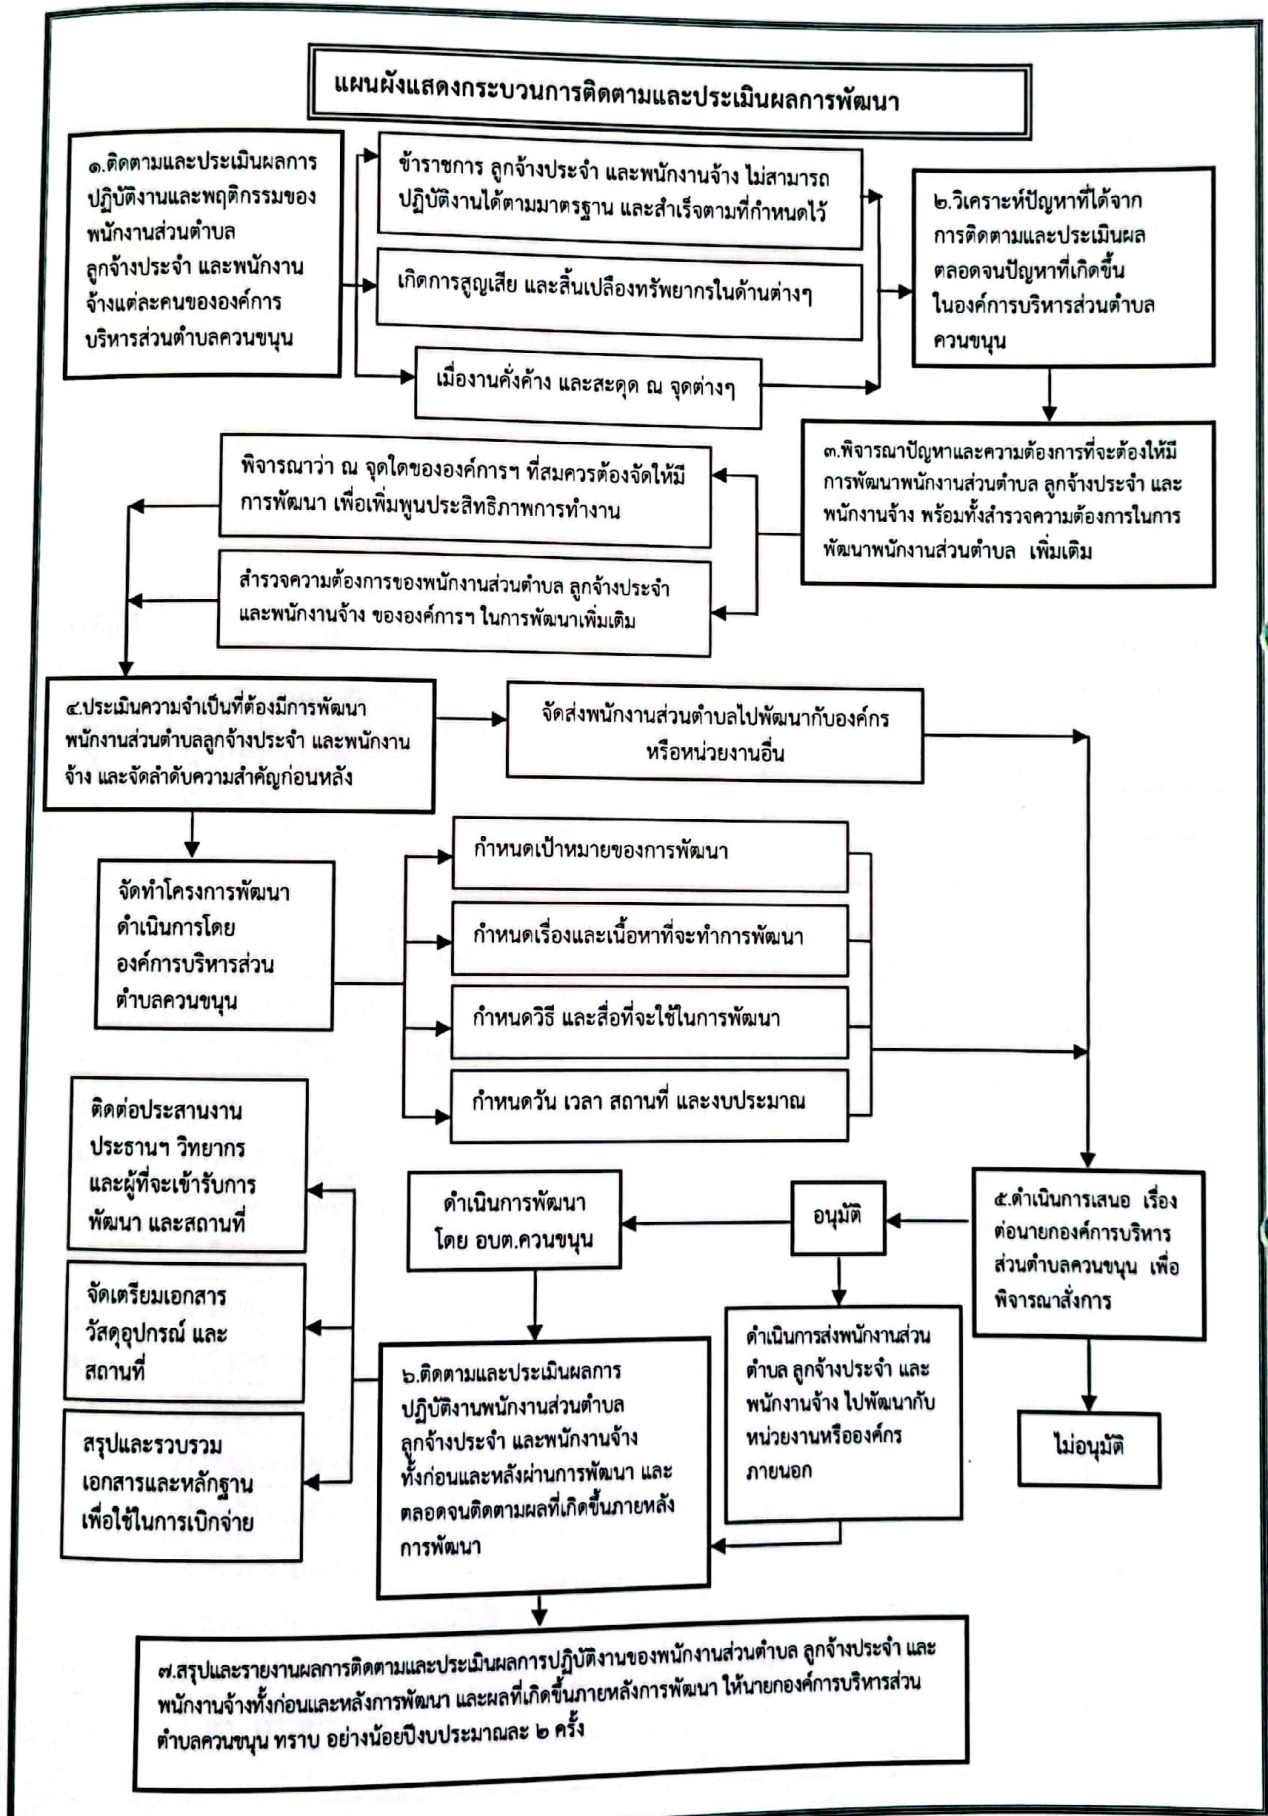 แผนผังแสดงกระบวนการติดตามและประเมินผลการพัฒนา
๑.ติดตามและประเมินผลการ
ปฏิบัติงานและพฤติกรรมของ
พนักงานส่วนตำบล
ลูกจ้างประจำ และพนักงาน
จ้างแต่ละคนขององค์การ
บริหารส่วนตำบลควนขนุน
ข้าราชการ ลูกจ้างประจำ และพนักงานจ้าง ไม่สามารถ
ปฏิบัติงานได้ตามมาตรฐาน และสำเร็จตามที่กำหนดไว้
เกิดการสูญเสีย และสิ้นเปลืองทรัพยากรในด้านต่างๆ
เมื่องานคั่งค้าง และสะดุด ณ จุดต่างๆ
๒.วิเคราะห์ปัญหาที่ได้จาก
การติดตามและประเมินผล
ตลอดจนปัญหาที่เกิดขึ้น
ในองค์การบริหารส่วนตำบล
ควนขนุน
๓.พิจารณาปัญหาและความต้องการที่จะต้องให้มี
การพัฒนาพนักงานส่วนตำบล ลูกจ้างประจำ และ
พนักงานจ้าง พร้อมทั้งสำรวจความต้องการในการ
พัฒนาพนักงานส่วนตำบล เพิ่มเติม
พิจารณาว่า ณ จุดใดขององค์การฯ ที่สมควรต้องจัดให้มี
การพัฒนา เพื่อเพิ่มพูนประสิทธิภาพการทำงาน
สำรวจความต้องการของพนักงานส่วนตำบล ลูกจ้างประจำ
และพนักงานจ้าง ขององค์การฯ ในการพัฒนาเพิ่มเติม
๔.ประเมินความจำเป็นที่ต้องมีการพัฒนา
พนักงานส่วนตำบลลูกจ้างประจำ และพนักงาน
จ้าง และจัดลำดับความสำคัญก่อนหลัง
จัดส่งพนักงานส่วนตำบลไปพัฒนากับองค์กร
หรือหน่วยงานอื่น
จัดทำโครงการพัฒนา
ดำเนินการโดย
องค์การบริหารส่วน
ตำบลควนขนุน
กำหนดเป้าหมายของการพัฒนา
กำหนดเรื่องและเนื้อหาที่จะทำการพัฒนา
กำหนดวิธี และสื่อที่จะใช้ในการพัฒนา
กำหนดวัน เวลา สถานที่ และงบประมาณ
๕.ดำเนินการเสนอ เรื่อง
ต่อนายกองค์การบริหาร
ส่วนตำบลควนขนุน เพื่อ
พิจารณาสั่งการ
อนุมัติ
ไม่อนุมัติ
ดำเนินการพัฒนา
โดย อบต.ควนขนุน
ดำเนินการส่งพนักงานส่วน
ตำบล ลูกจ้างประจำ และ
พนักงานจ้าง ไปพัฒนากับ
หน่วยงานหรือองค์กร
ภายนอก
๖.ติดตามและประเมินผลการ
ปฏิบัติงานพนักงานส่วนตำบล
ลูกจ้างประจำ และพนักงานจ้าง
ทั้งก่อนและหลังผ่านการพัฒนา และ
ตลอดจนติดตามผลที่เกิดขึ้นภายหลัง
การพัฒนา
ติดต่อประสานงาน
ประธานฯ วิทยากร
และผู้ที่จะเข้ารับการ
พัฒนา และสถานที่
จัดเตรียมเอกสาร
วัสดุอุปกรณ์ และ
สถานที่
สรุปและรวบรวม
เอกสารและหลักฐาน
เพื่อใช้ในการเบิกจ่าย
๗.สรุปและรายงานผลการติดตามและประเมินผลการปฏิบัติงานของพนักงานส่วนตำบล ลูกจ้างประจำ และ
พนักงานจ้างทั้งก่อนและหลังการพัฒนา และผลที่เกิดขึ้นภายหลังการพัฒนา ให้นายกองค์การบริหารส่วน
ตำบลควนขนุน ทราบ อย่างน้อยปีงบประมาณละ ๒ ครั้ง